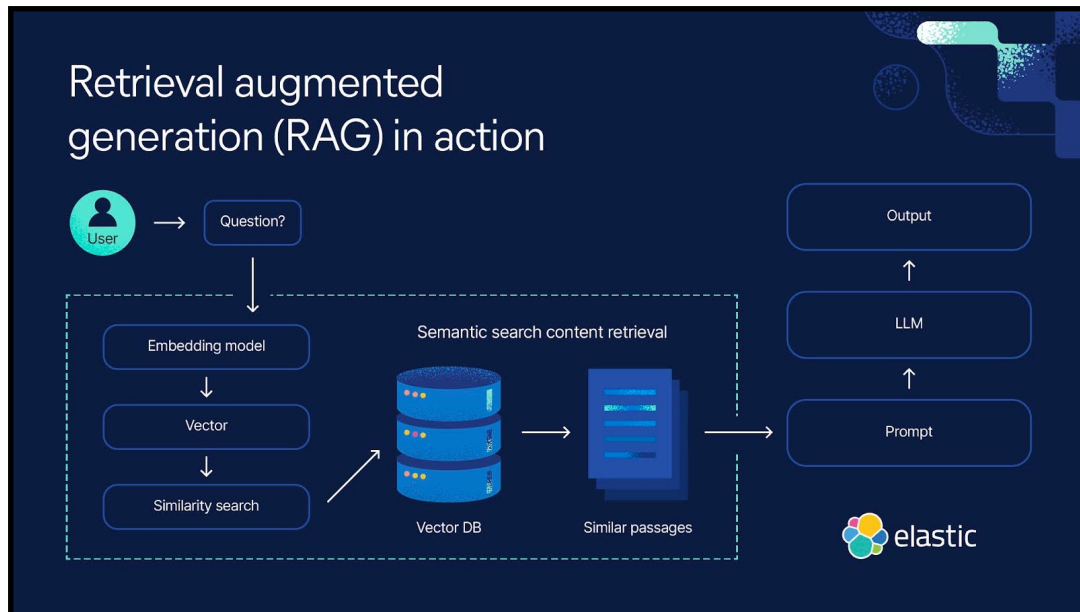 Retrieval augmented
generation (RAG) in action
User
Question?
Embedding model
Vector
Similarity search
Semantic search content retrieval
Vector DB
Similar passages
Output
LLM
Prompt
elastic